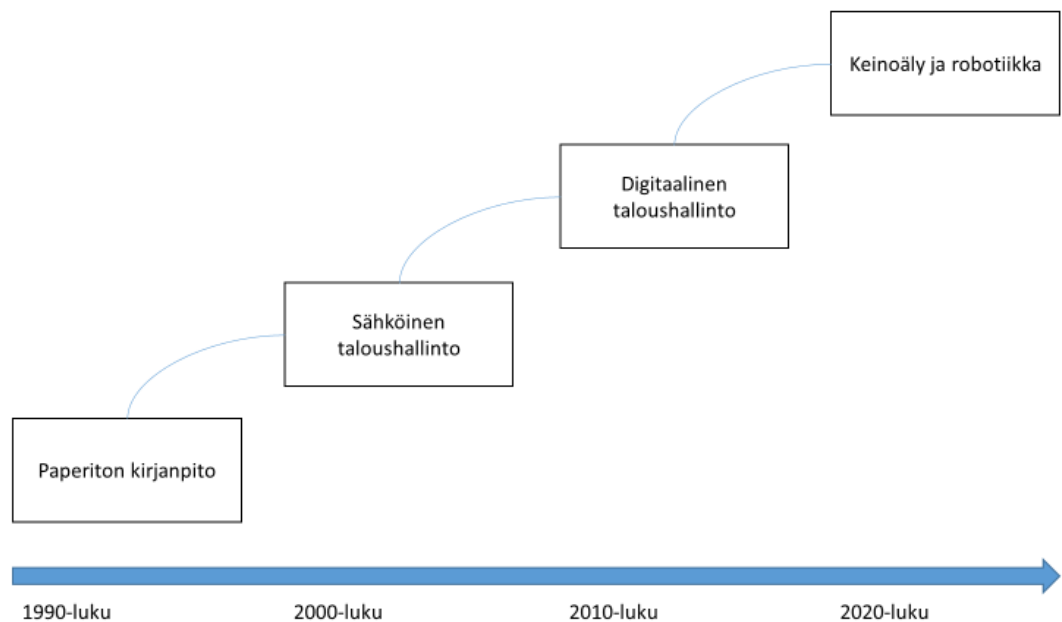 Keinoäly ja robotiikka
Digitaalinen
taloushallinto
Sähköinen
taloushallinto
Paperiton kirjanpito
1990-luku
2000-luku
2010-luku
2020-luku